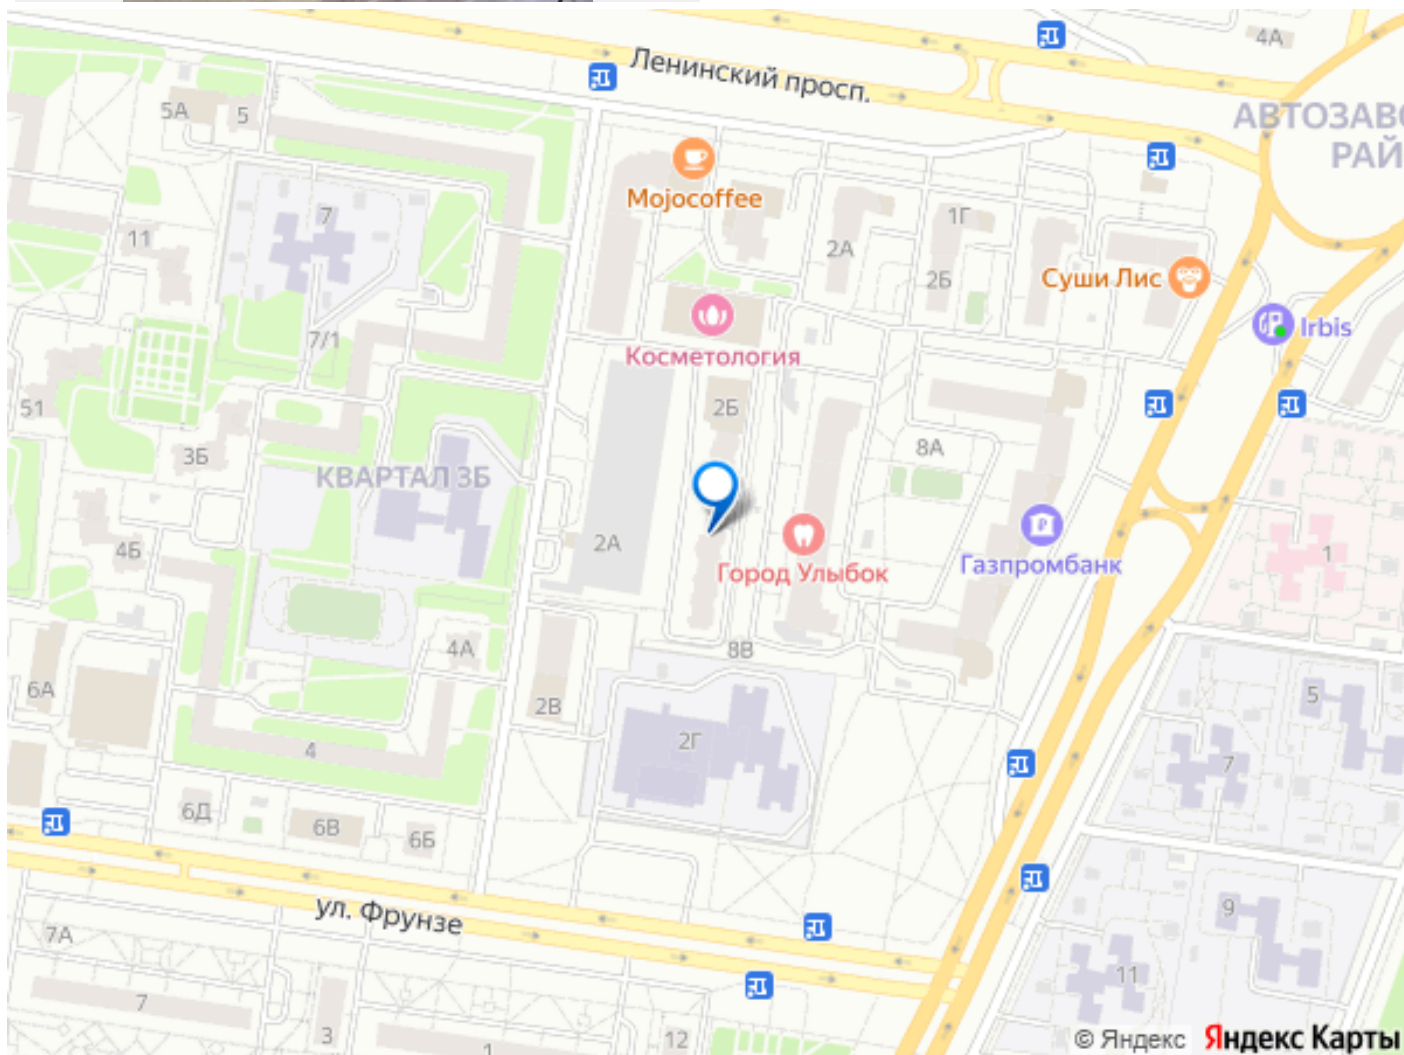 4А
Ленинский просп.
5А
5
АВТОЗАВО
РАЙ
Mojocoffee
7
1Г
11
2А
2Б
Суши Лис
Irbis
7/1
Косметология
51
2Б
3Б
8А
КВАРТАЛ 3Б
4Б
2А
Город Улыбок
Газпромбанк
1
4А
8В
6А
2В
5
4
2Г
7
6Д
6В
6Б
ул. Фрунзе
9
7А
11
7
3
1
12
© Яндекс Яндекс Карты